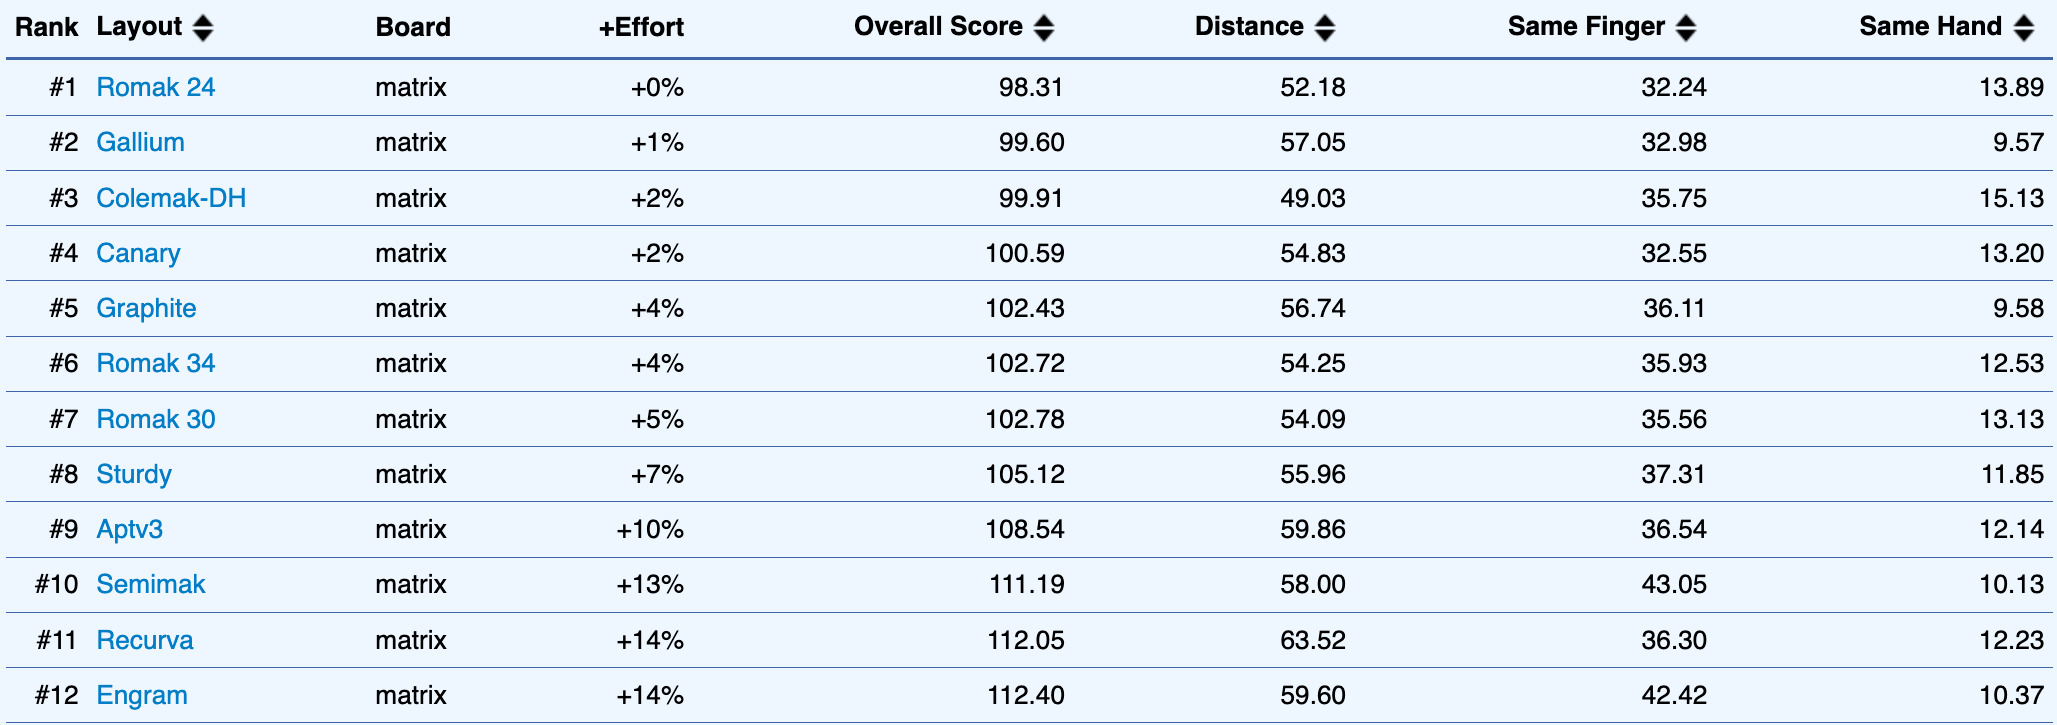 Rank Layout Board +Effort Overall Score Distance Same Finger Same Hand
#1 Romak 24 matrix +0% 98.31 52.18 32.24 13.89
#2 Gallium matrix +1% 99.60 57.05 32.98 9.57
#3 Colemak-DH matrix +2% 99.91 49.03 35.75 15.13
#4 Canary matrix +2% 100.59 54.83 32.55 13.20
#5 Graphite matrix +4% 102.43 56.74 36.11 9.58
#6 Romak 34 matrix +4% 102.72 54.25 35.93 12.53
#7 Romak 30 matrix +5% 102.78 54.09 35.56 13.13
#8 Sturdy matrix +7% 105.12 55.96 37.31 11.85
#9 Aptv3 matrix +10% 108.54 59.86 36.54 12.14
#10 Semimak matrix +13% 111.19 58.00 43.05 10.13
#11 Recurva matrix +14% 112.05 63.52 36.30 12.23
#12 Engram matrix +14% 112.40 59.60 42.42 10.37